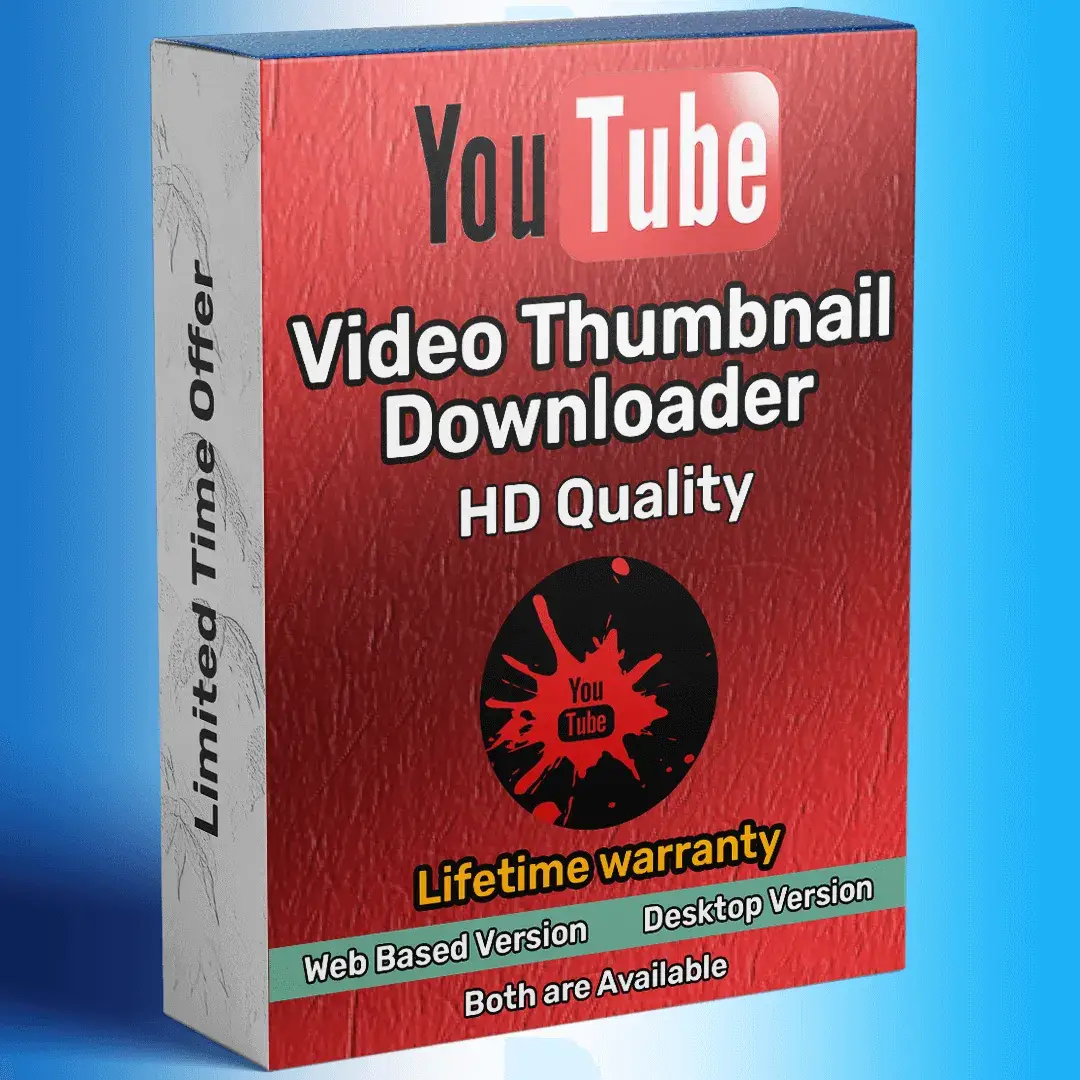 YouTube
Video Thumbnail
Downloader
HD Quality
You
Tube
Lifetime warranty
Web Based Version Desktop Version
Both are Available
Limited Time Offer